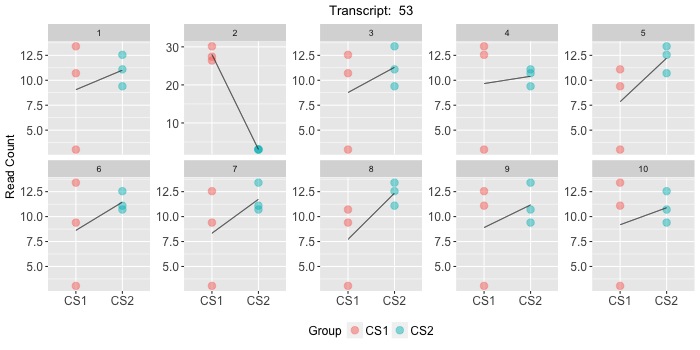 Transcript: 53
1 2 3 4 5
12.5 30 12.5 12.5 12.5
10.0 20 10.0 10.0 10.0
7.5 10 7.5 7.5 7.5
5.0 5.0 5.0 5.0
Read Count
6 7 8 9 10
12.5 12.5 12.5 12.5 12.5
10.0 10.0 10.0 10.0 10.0
7.5 7.5 7.5 7.5 7.5
5.0 5.0 5.0 5.0 5.0
CS1 CS2 CS1 CS2 CS1 CS2 CS1 CS2 CS1 CS2
Group CS1 CS2